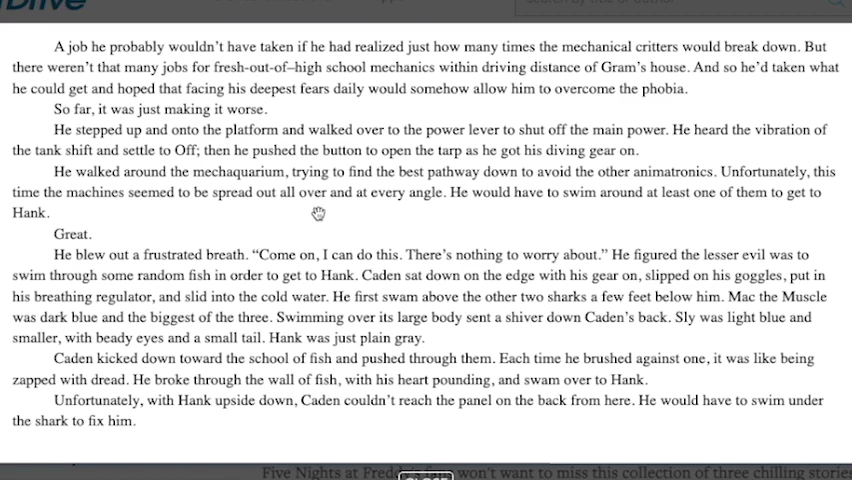 A job he probably wouldn't have taken if he had realized just how many times the mechanical critters would break down. But
there weren't that many jobs for fresh-out-of–high school mechanics within driving distance of Gram's house. And so he'd taken what
he could get and hoped that facing his deepest fears daily would somehow allow him to overcome the phobia.
So far, it was just making it worse.
He stepped up and onto the platform and walked over to the power lever to shut off the main power. He heard the vibration of
the tank shift and settle to Off; then he pushed the button to open the tarp as he got his diving gear on.
He walked around the mechaquarium, trying to find the best pathway down to avoid the other animatronics. Unfortunately, this
time the machines seemed to be spread out all over and at every angle. He would have to swim around at least one of them to get to
Hank.
Great.
He blew out a frustrated breath. “Come on, I can do this. There's nothing to worry about.” He figured the lesser evil was to
swim through some random fish in order to get to Hank. Caden sat down on the edge with his gear on, slipped on his goggles, put in
his breathing regulator, and slid into the cold water. He first swam above the other two sharks a few feet below him. Mac the Muscle
was dark blue and the biggest of the three. Swimming over its large body sent a shiver down Caden's back. Sly was light blue and
smaller, with beady eyes and a small tail. Hank was just plain gray.
Caden kicked down toward the school of fish and pushed through them. Each time he brushed against one, it was like being
zapped with dread. He broke through the wall of fish, with his heart pounding, and swam over to Hank.
Unfortunately, with Hank upside down, Caden couldn't reach the panel on the back from here. He would have to swim under
the shark to fix him.
Five Nights at Freddy's fans won't want to miss this collection of three chilling stories